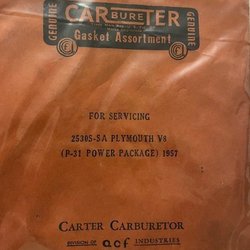 GENUINE
CARBURETER
GENUINE
Gasket Assortment
FOR SERVICING
2530S-SA PLYMOUTH V8
(P-31 POWER PACKAGE) 1957
CARTER CARBURETOR
DIVISION OF acf INDUSTRIES